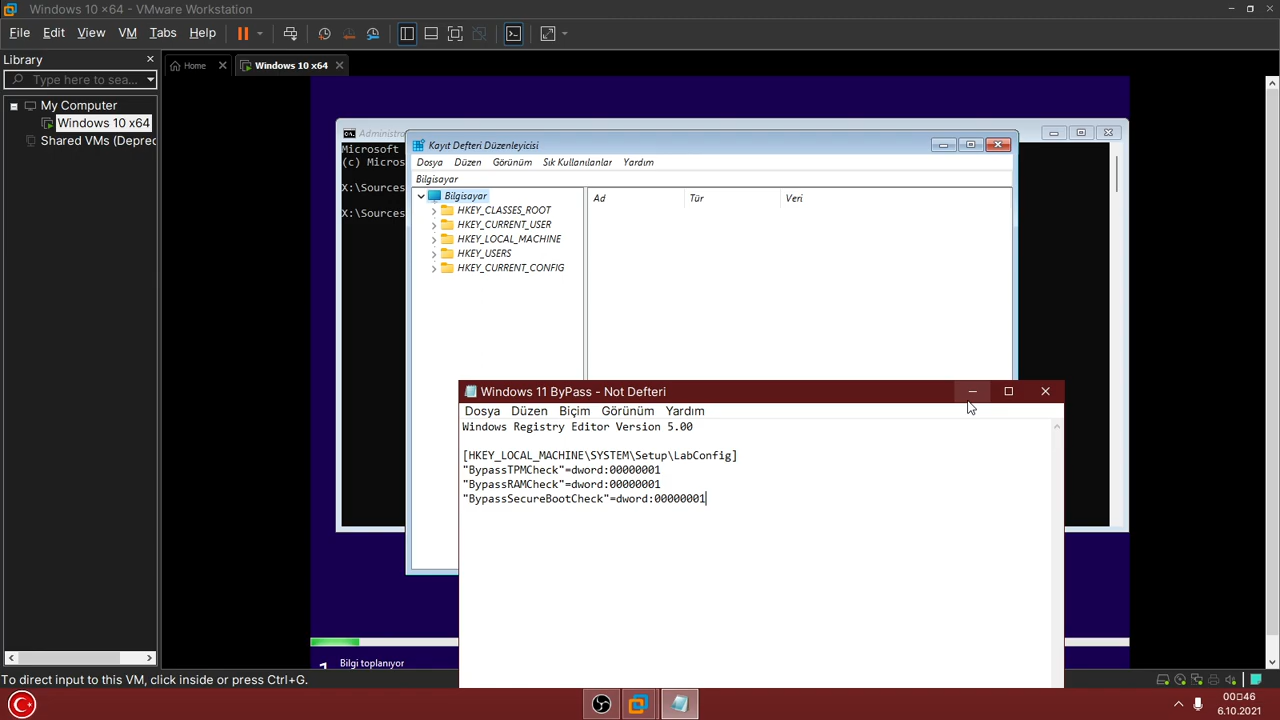 Windows 10 x64 - VMware Workstation
File Edit View VM Tabs Help
Library
Type here to sea...
My Computer
Windows 10 x64
Shared VMs (Deprec
Home
Windows 10 x64
Administra
Microsoft
(c) Micros
X:\Sources
X:\Sources
Kayıt Defteri Düzenleyicisi
Dosya Düzen Görünüm Sık Kullanılanlar Yardım
Bilgisayar
Bilgisayar
HKEY_CLASSES_ROOT
HKEY_CURRENT_USER
HKEY_LOCAL_MACHINE
HKEY_USERS
HKEY_CURRENT_CONFIG
Ad Tür Veri
Windows 11 ByPass - Not Defteri
Dosya Düzen Biçim Görünüm Yardım
Windows Registry Editor Version 5.00
[HKEY_LOCAL_MACHINE\SYSTEM\Setup\LabConfig]
"BypassTPMCheck"=dword:00000001
"BypassRAMCheck"=dword:00000001
"BypassSecureBootCheck"=dword:00000001
1 Bilgi toplanıyor
To direct input to this VM, click inside or press Ctrl+G.
00:46
6.10.2021